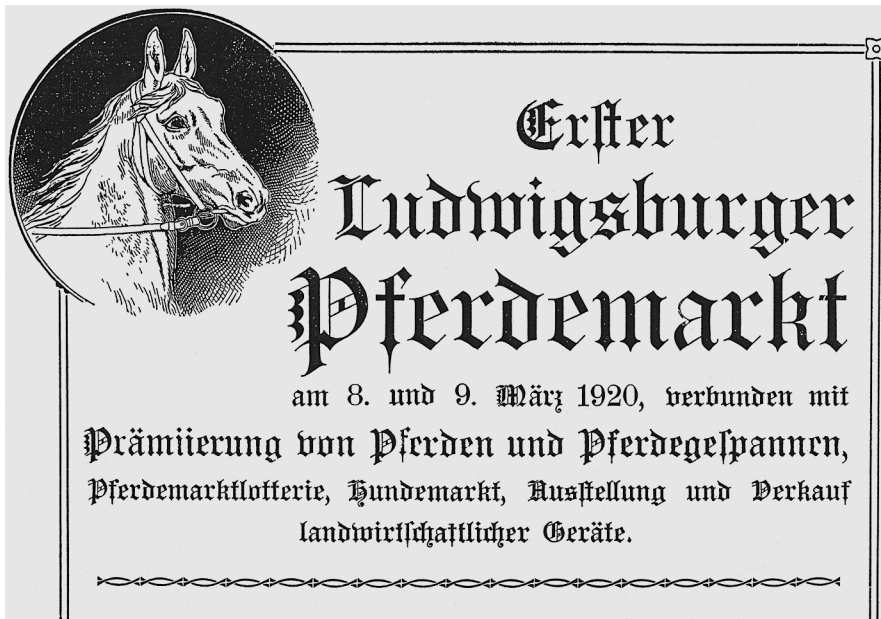 Erster
Ludwigsburger
Pferdemarkt
am 8. und 9. März 1920, verbunden mit
Prämiierung von Pferden und Pferdegespannen,
Pferdemarktlotterie, Hundemarkt, Ausstellung und Verkauf
landwirtschaftlicher Geräte.